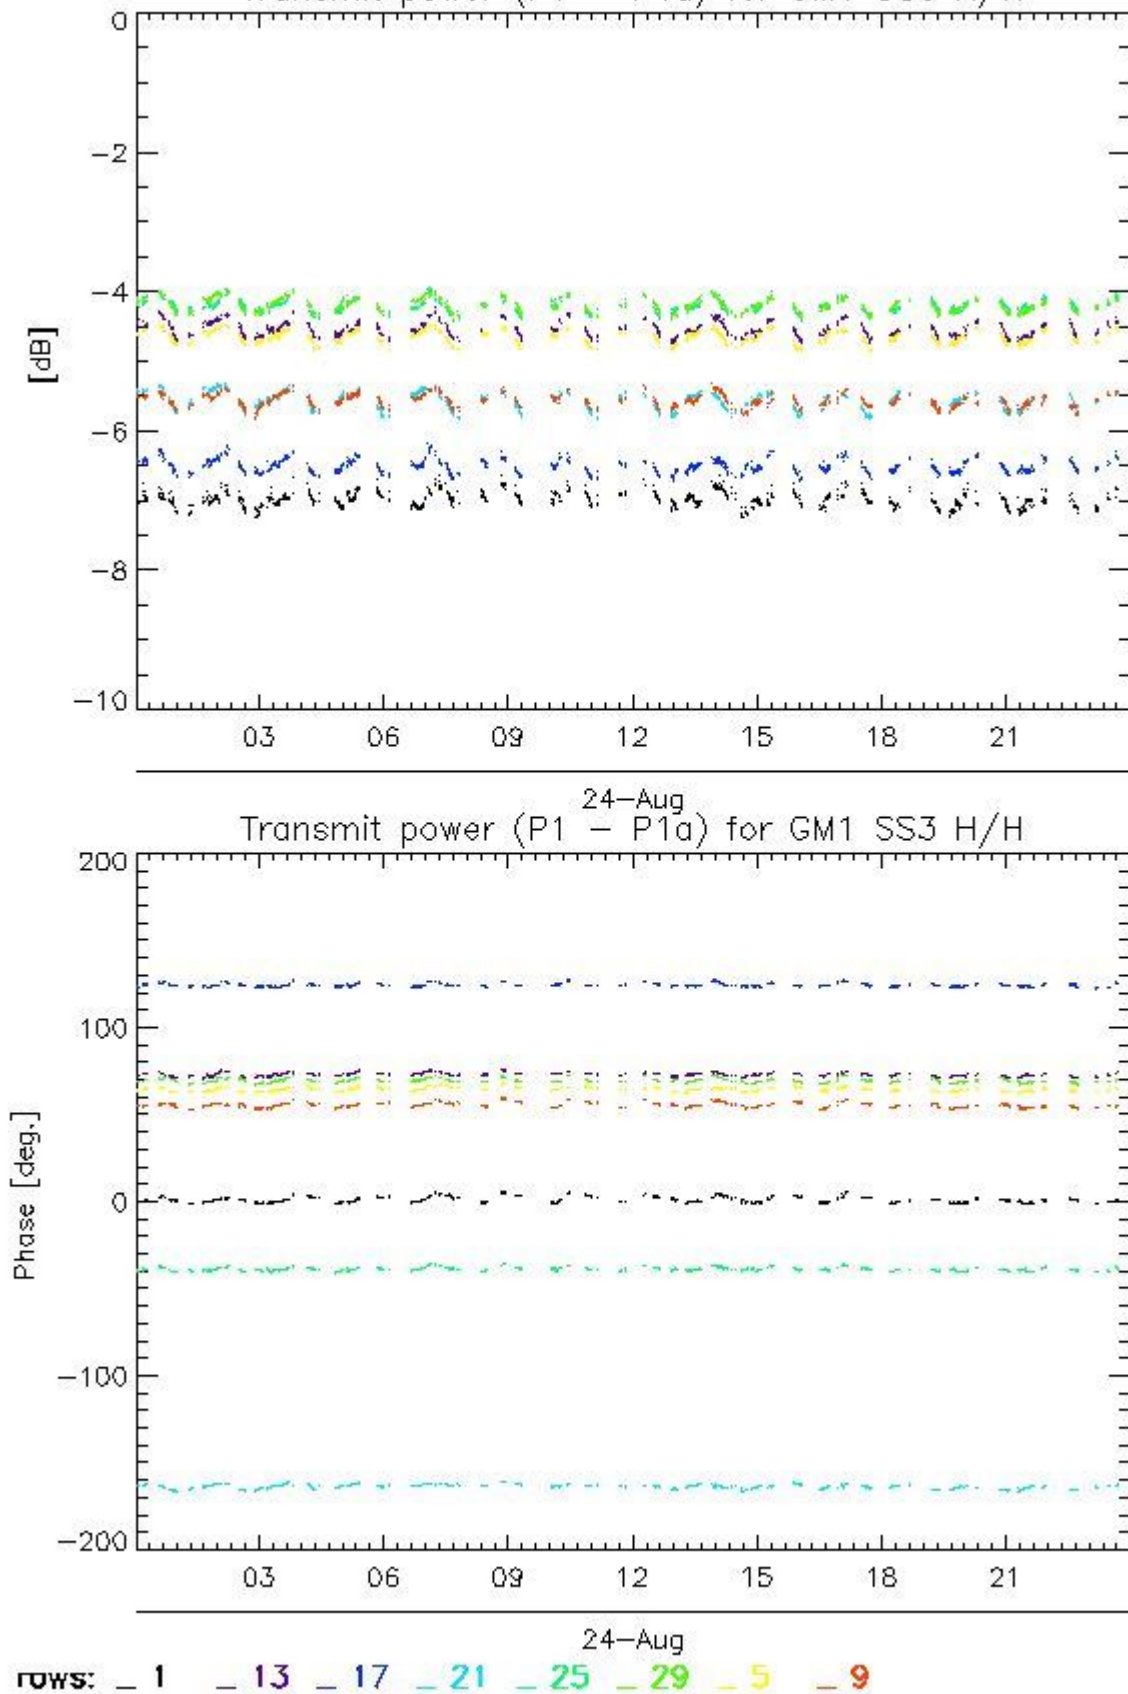 0
-2
-4
[dB]
-6
-8
-10
03 06 09 12 15 18 21
24-Aug
Transmit power (P1 - P1a) for GM1 SS3 H/H
200
100
Phase [deg.]
0
-100
-200
03 06 09 12 15 18 21
24-Aug
rows: _ 1 _ 13 _ 17 _ 21 _ 25 _ 29 _ 5 _ 9